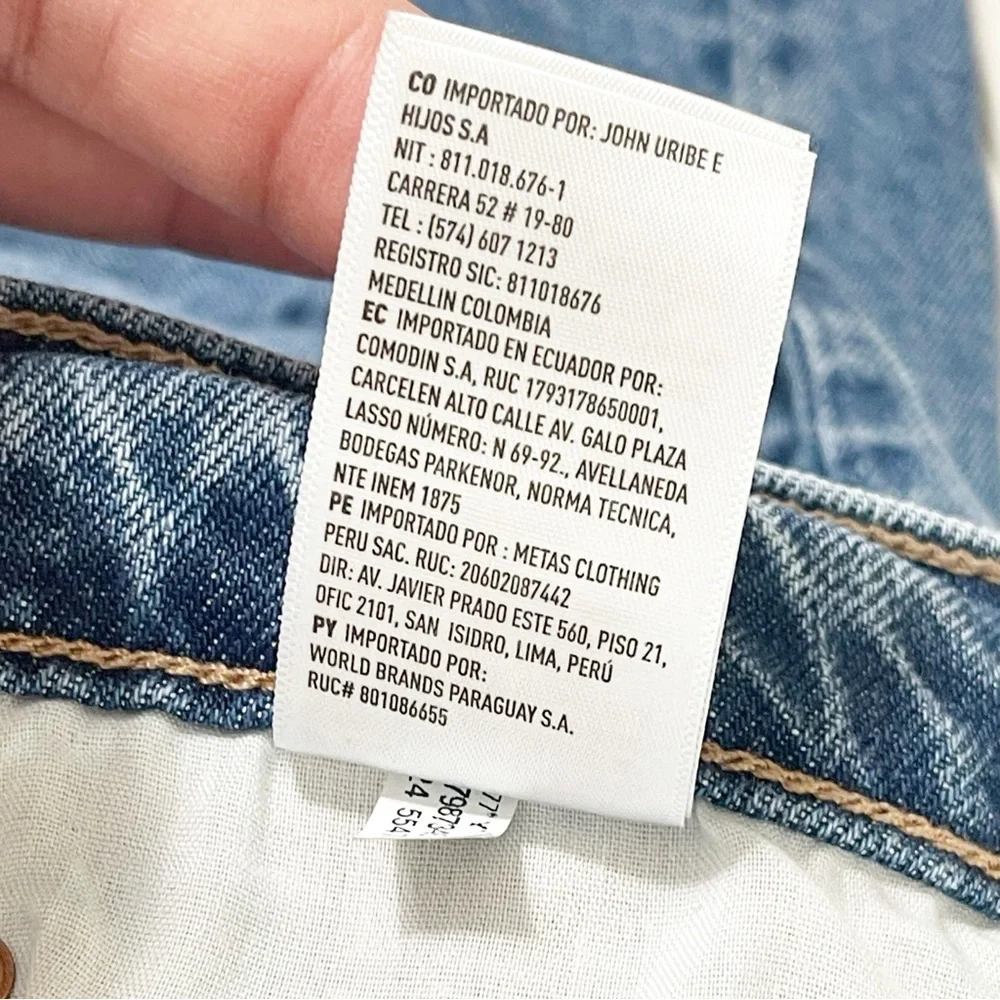 CO IMPORTADO POR: JOHN URIBE E
HIJOS S.A
NIT : 811.018.676-1
CARRERA 52 # 19-80
TEL : (574) 607 1213
REGISTRO SIC: 811018676
MEDELLIN COLOMBIA
EC IMPORTADO EN ECUADOR POR:
COMODIN S.A, RUC 1793178650001,
CARCELEN ALTO CALLE AV. GALO PLAZA
LASSO NÚMERO: N 69-92., AVELLANEDA
BODEGAS PARKENOR, NORMA TECNICA,
NTE INEM 1875
PE IMPORTADO POR : METAS CLOTHING
PERU SAC. RUC: 20602087442
DIR: AV. JAVIER PRADO ESTE 560, PISO 21,
OFIC 2101, SAN ISIDRO, LIMA, PERÚ
PY IMPORTADO POR:
WORLD BRANDS PARAGUAY S.A.
RUC# 801086655